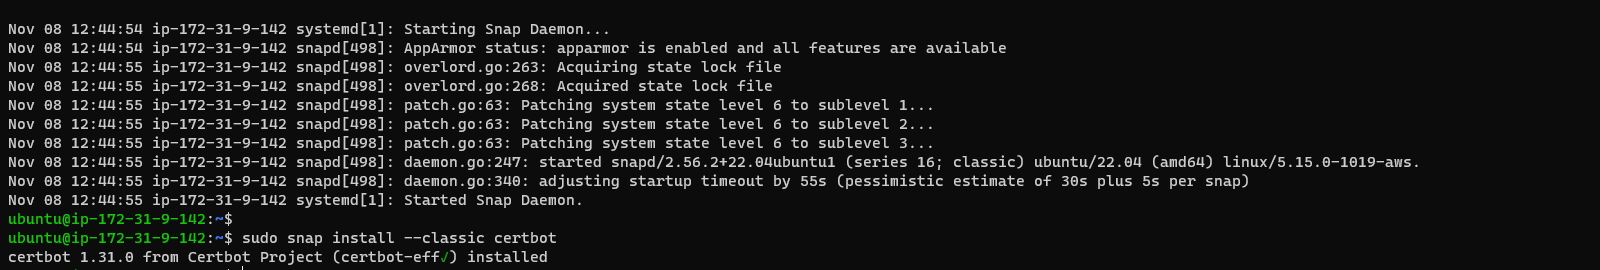 Nov 08 12:44:54 ip-172-31-9-142 systemd[1]: Starting Snap Daemon...
Nov 08 12:44:54 ip-172-31-9-142 snapd[498]: AppArmor status: apparmor is enabled and all features are available
Nov 08 12:44:55 ip-172-31-9-142 snapd[498]: overlord.go:263: Acquiring state lock file
Nov 08 12:44:55 ip-172-31-9-142 snapd[498]: overlord.go:268: Acquired state lock file
Nov 08 12:44:55 ip-172-31-9-142 snapd[498]: patch.go:63: Patching system state level 6 to sublevel 1...
Nov 08 12:44:55 ip-172-31-9-142 snapd[498]: patch.go:63: Patching system state level 6 to sublevel 2...
Nov 08 12:44:55 ip-172-31-9-142 snapd[498]: patch.go:63: Patching system state level 6 to sublevel 3...
Nov 08 12:44:55 ip-172-31-9-142 snapd[498]: daemon.go:247: started snapd/2.56.2+22.04ubuntu1 (series 16; classic) ubuntu/22.04 (amd64) linux/5.15.0-1019-aws.
Nov 08 12:44:55 ip-172-31-9-142 snapd[498]: daemon.go:340: adjusting startup timeout by 55s (pessimistic estimate of 30s plus 5s per snap)
Nov 08 12:44:55 ip-172-31-9-142 systemd[1]: Started Snap Daemon.
ubuntu@ip-172-31-9-142:~$
ubuntu@ip-172-31-9-142:~$ sudo snap install --classic certbot
certbot 1.31.0 from Certbot Project (certbot-eff✓) installed